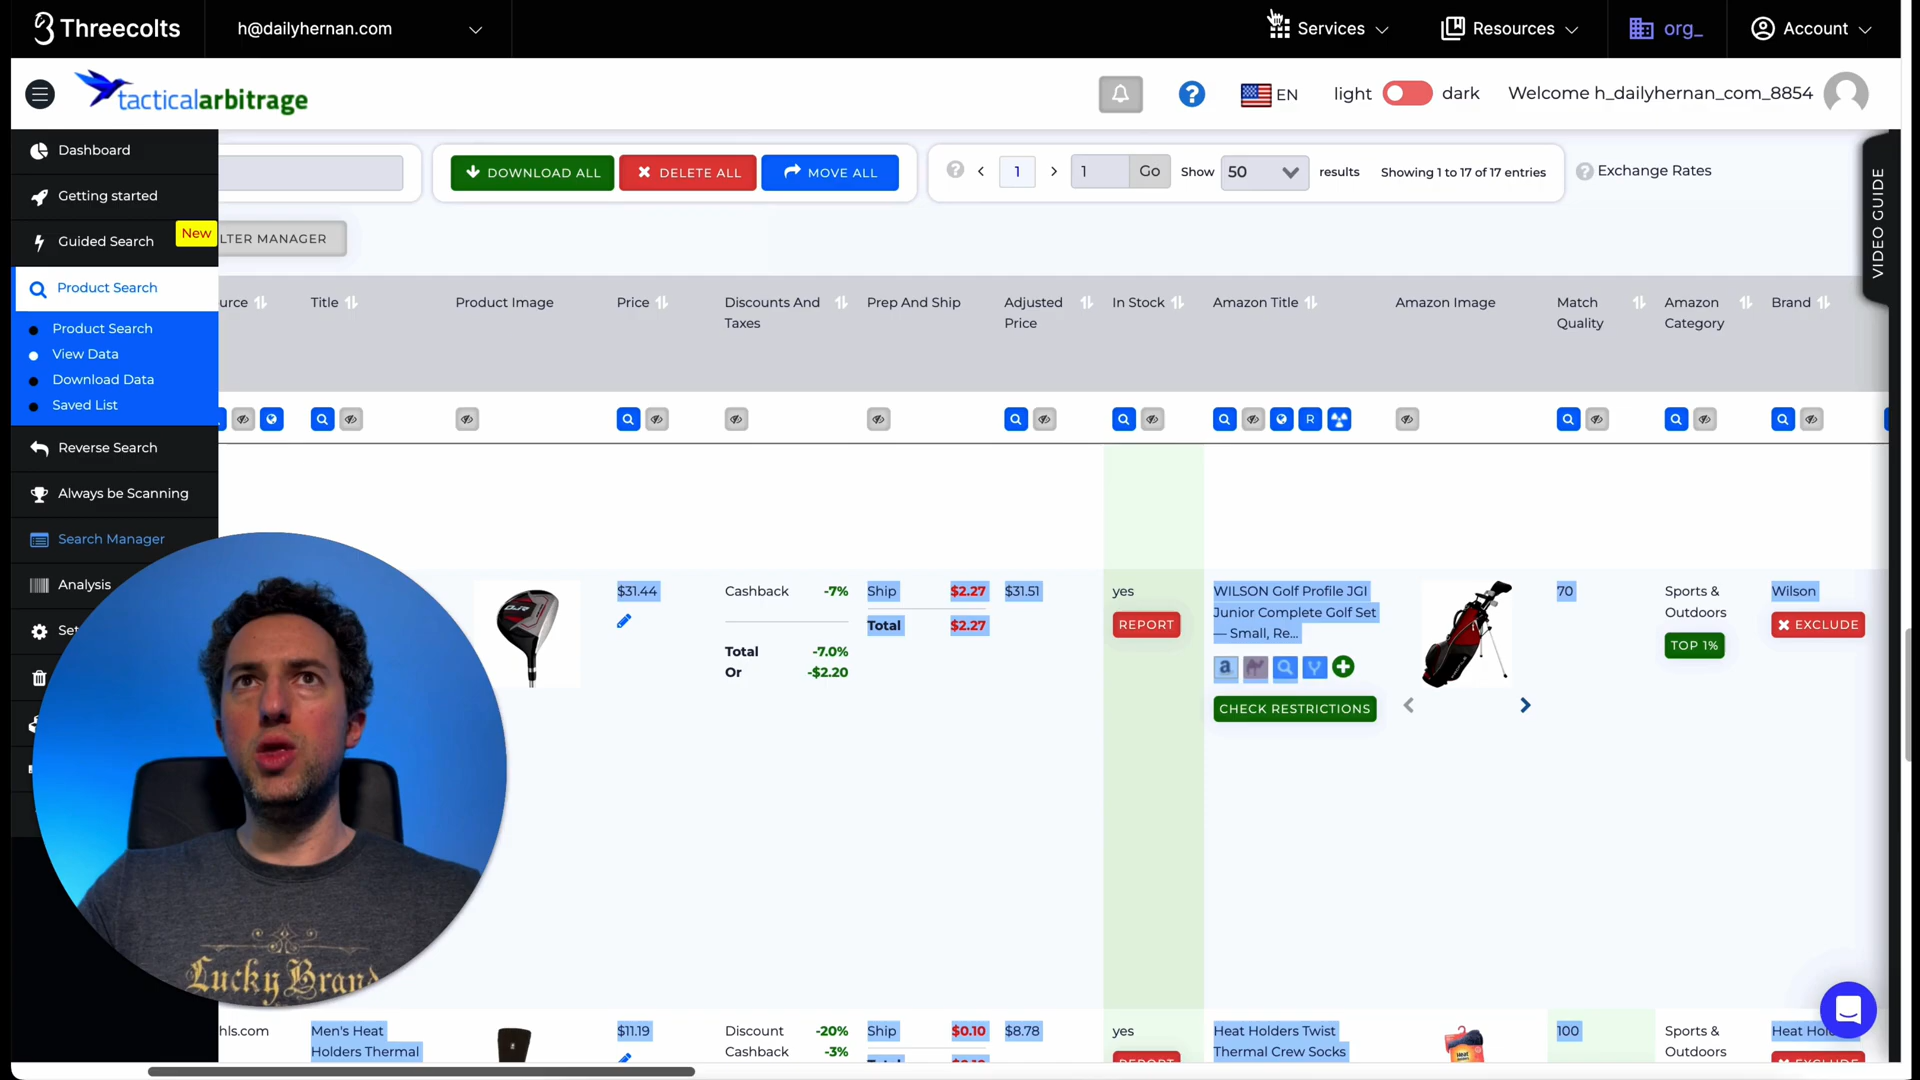 Threecolts
h@dailyhernan.com
Services
Resources
org_
Account
tacticalarbitrage
EN
light
dark
Welcome h_dailyhernan_com_8854
Dashboard
Getting started
Guided Search
New
Product Search
Product Search
View Data
Download Data
Saved List
Reverse Search
Always be Scanning
Search Manager
Analysis
DOWNLOAD ALL
DELETE ALL
MOVE ALL
1
1
Go
Show
50
results
Showing 1 to 17 of 17 entries
Exchange Rates
VIDEO GUIDE
LTER MANAGER
urce
Title
Product Image
Price
Discounts And
Taxes
Prep And Ship
Adjusted
Price
In Stock
Amazon Title
Amazon Image
Match
Quality
Amazon
Category
Brand
R
$31.44
Cashback -7%
Total -7.0%
Or -$2.20
Ship $2.27
Total $2.27
$31.51
yes
REPORT
WILSON Golf Profile JGI
Junior Complete Golf Set
— Small, Re...
a
CHECK RESTRICTIONS
70
Sports &
Outdoors
TOP 1%
Wilson
EXCLUDE
Lucky Brand
hls.com
Men's Heat
Holders Thermal
$11.19
Discount -20%
Cashback -3%
Ship $0.10
$8.78
yes
REPORT
Heat Holders Twist
Thermal Crew Socks
100
Sports &
Outdoors
Heat Hol
EXCLUDE